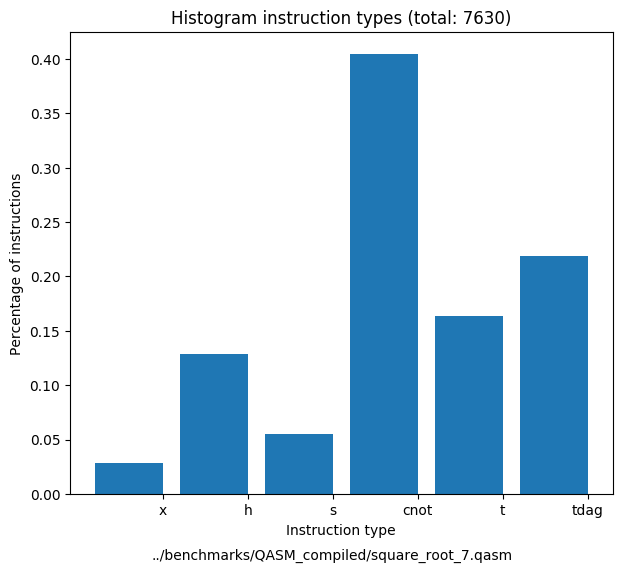 Histogram instruction types (total: 7630)
0.40
0.35
0.30
0.25
0.20
0.15
0.10
0.05
0.00
Percentage of instructions
x h s cnot t tdag
Instruction type
../benchmarks/QASM_compiled/square_root_7.qasm